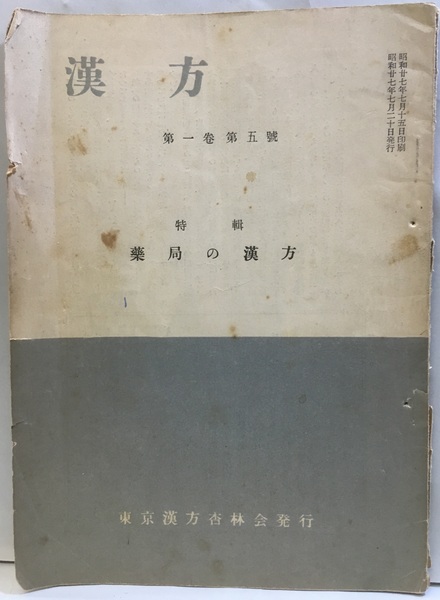 昭和廿七年七月十五日印刷
昭和廿七年七月二十日発行
漢方
第一卷第五號
特輯
藥局の漢方
東京漢方杏林会発行